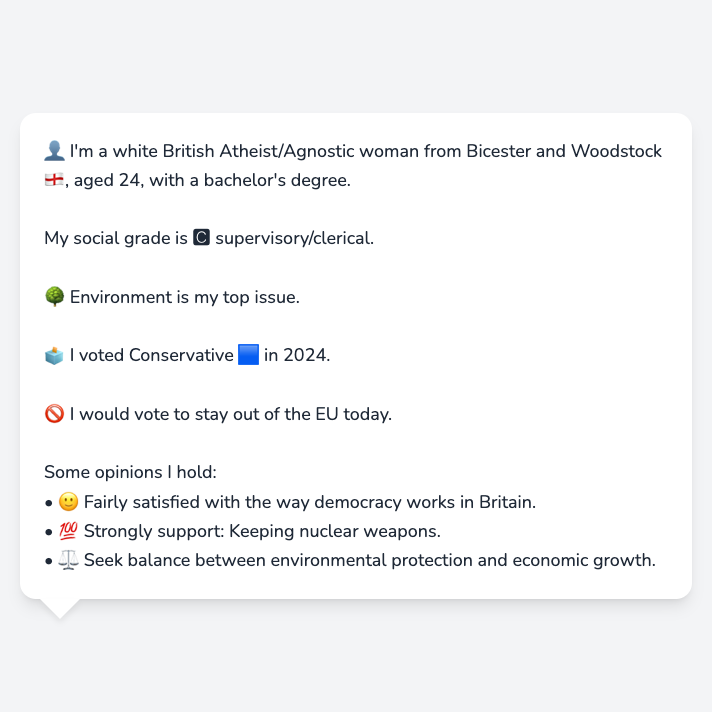 👤 I'm a white British Atheist/Agnostic woman from Bicester and Woodstock
🏴󠁧󠁢󠁥󠁮󠁧󠁿, aged 24, with a bachelor's degree.
My social grade is 🅲 supervisory/clerical.
🌳 Environment is my top issue.
🗳️ I voted Conservative 🟦 in 2024.
🚫 I would vote to stay out of the EU today.
Some opinions I hold:
• 🙂 Fairly satisfied with the way democracy works in Britain.
• 💯 Strongly support: Keeping nuclear weapons.
• ⚖️ Seek balance between environmental protection and economic growth.